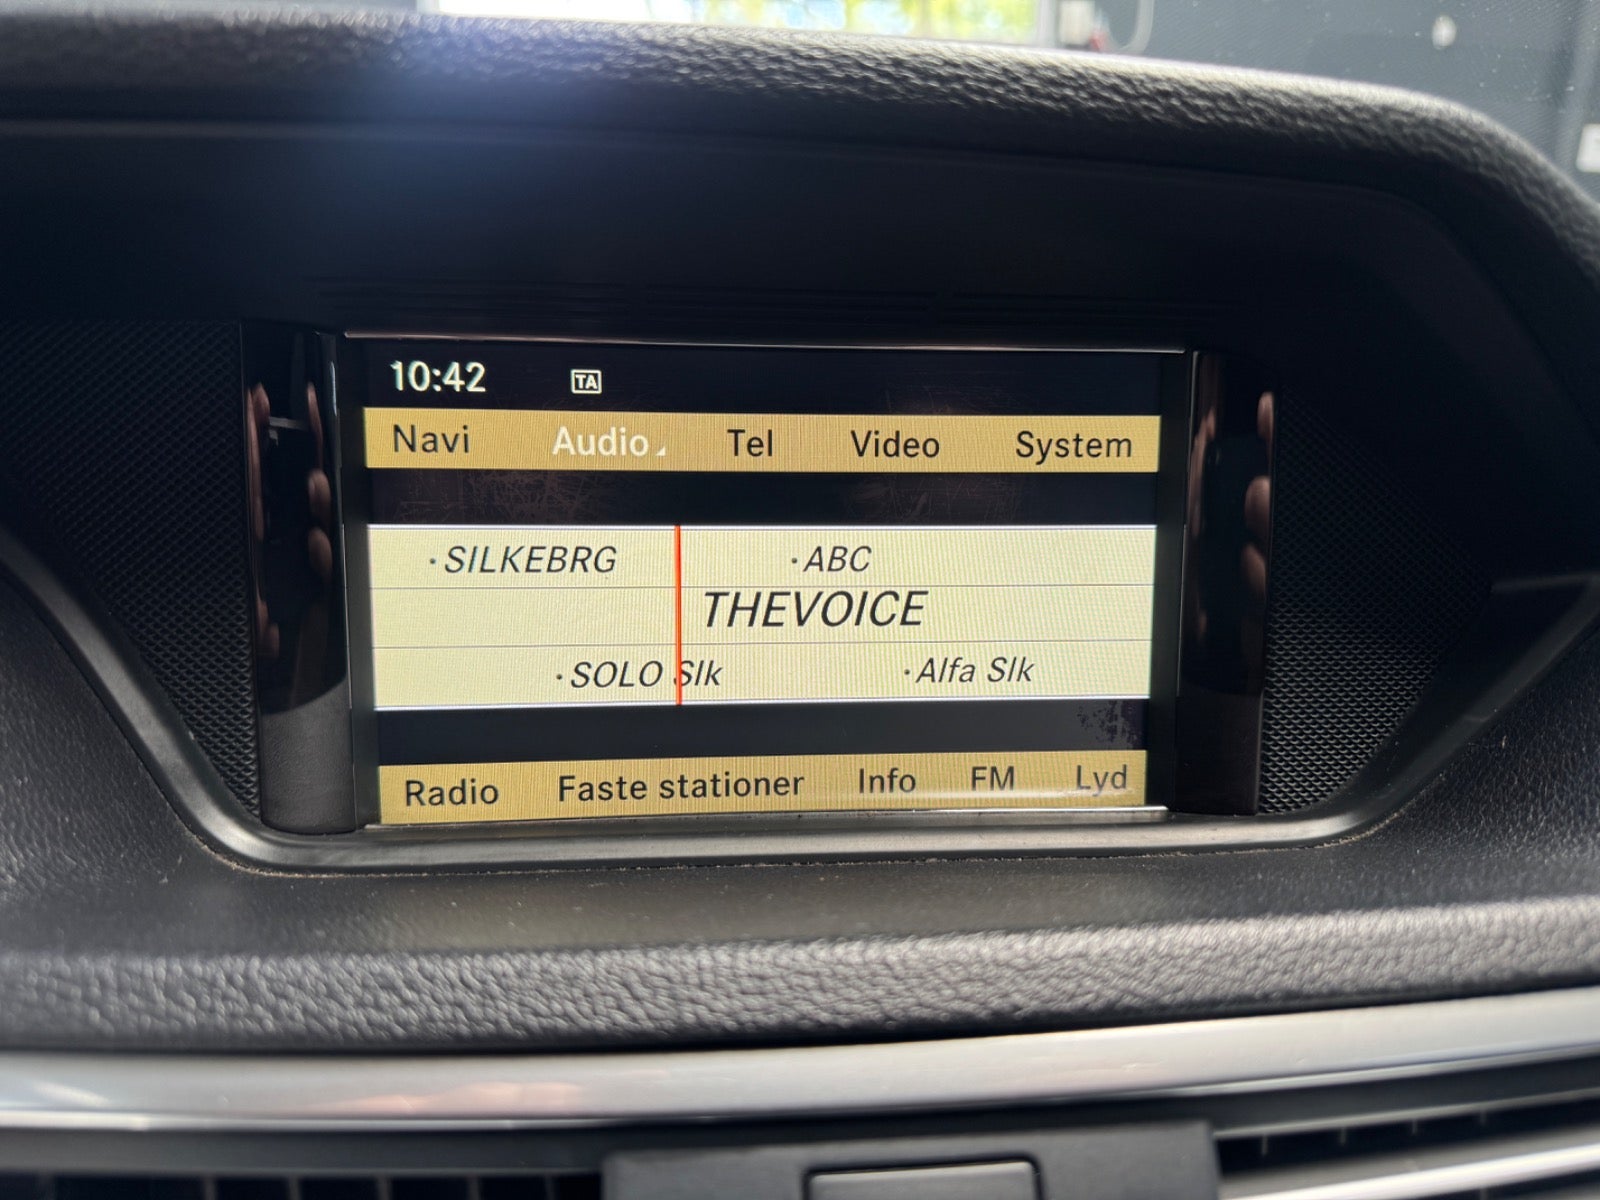 10:42 TA
Navi Audio Tel Video System
·SILKEBRG ·ABC
THEVOICE
·SOLO Slk ·Alfa Slk
Radio Faste stationer Info FM Lyd